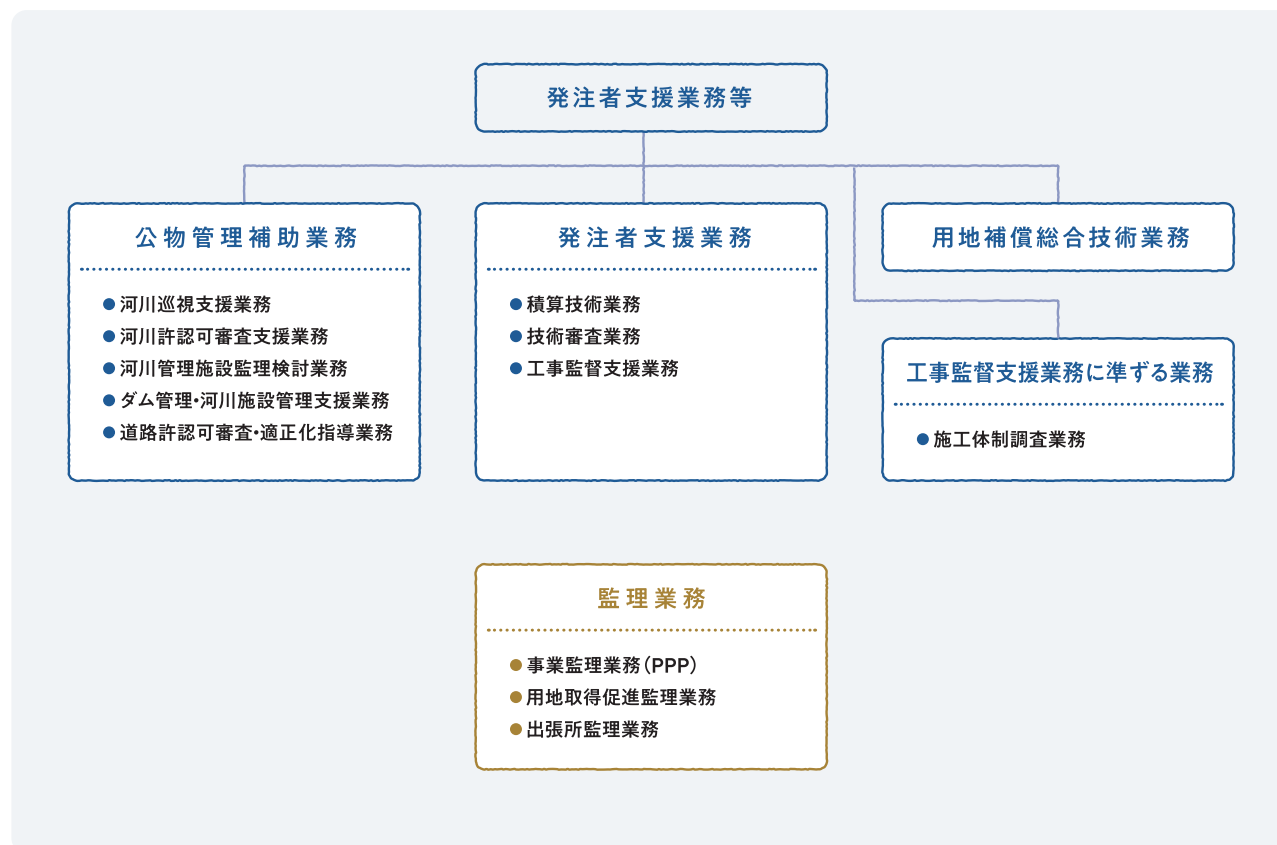 発注者支援業務等
公物管理補助業務
●河川巡視支援業務
●河川許認可審査支援業務
●河川管理施設監理検討業務
●ダム管理・河川施設管理支援業務
●道路許認可審査・適正化指導業務
発注者支援業務
●積算技術業務
●技術審査業務
●工事監督支援業務
用地補償総合技術業務
工事監督支援業務に準ずる業務
●施工体制調査業務
監理業務
●事業監理業務（PPP）
●用地取得促進監理業務
●出張所監理業務